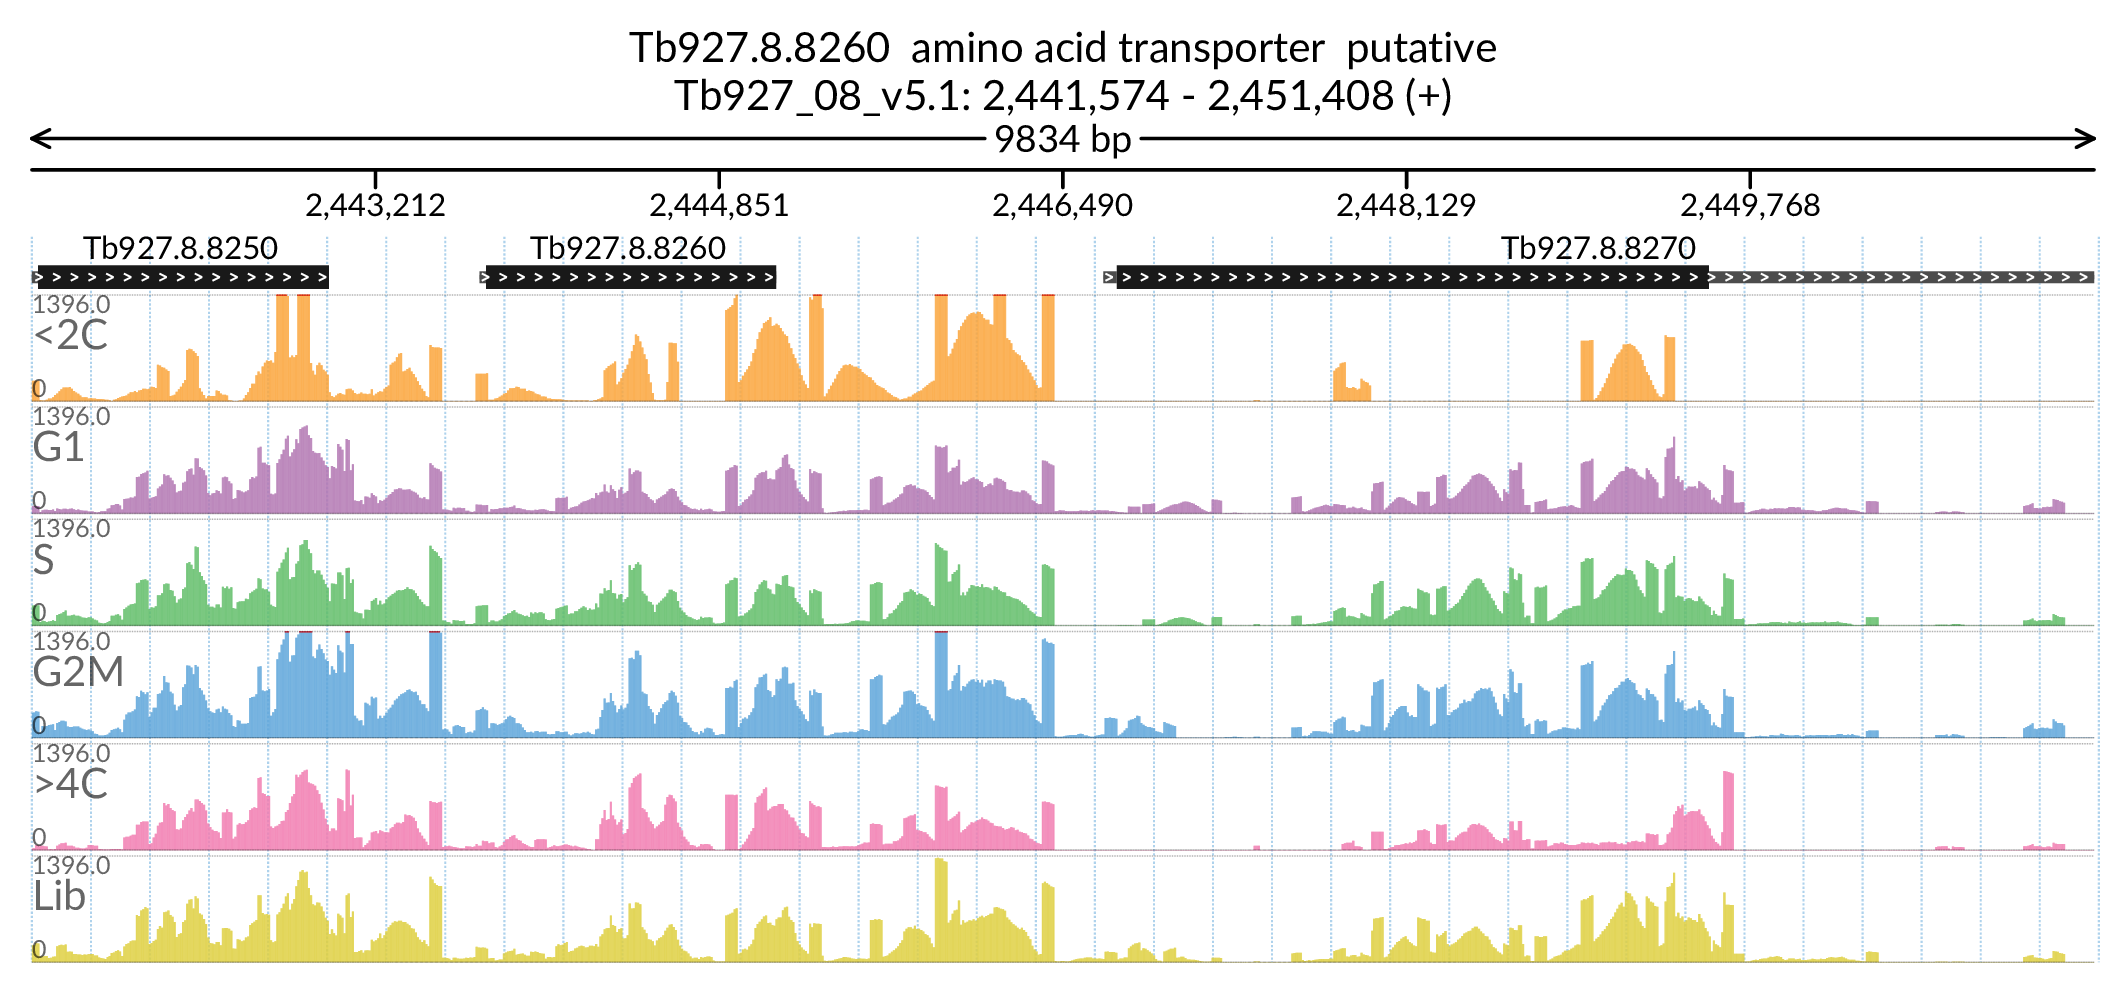 Tb927.8.8260  amino acid transporter  putative
Tb927_08_v5.1: 2,441,574 - 2,451,408 (+)
9834 bp
2,443,212 2,444,851 2,446,490 2,448,129 2,449,768
Tb927.8.8250 Tb927.8.8260 Tb927.8.8270
1396.0
<2C
0
1396.0
G1
0
1396.0
S
0
1396.0
G2M
0
1396.0
>4C
0
1396.0
Lib
0